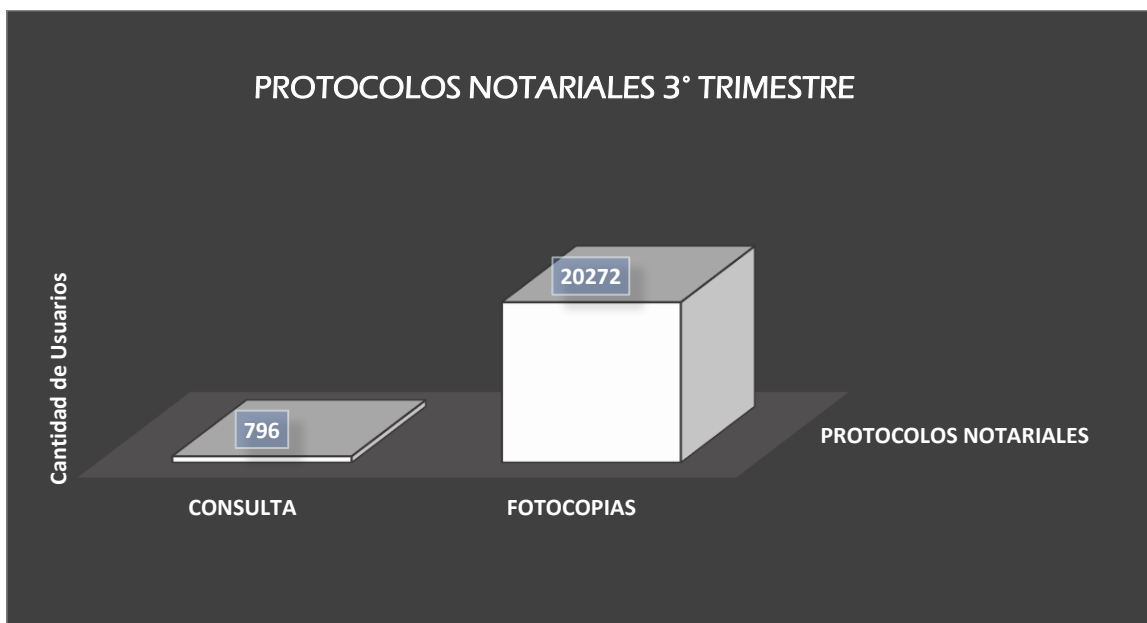 PROTOCOLOS NOTARIALES 3° TRIMESTRE
Cantidad de Usuarios
20272
796
PROTOCOLOS NOTARIALES
CONSULTA
FOTOCOPIAS